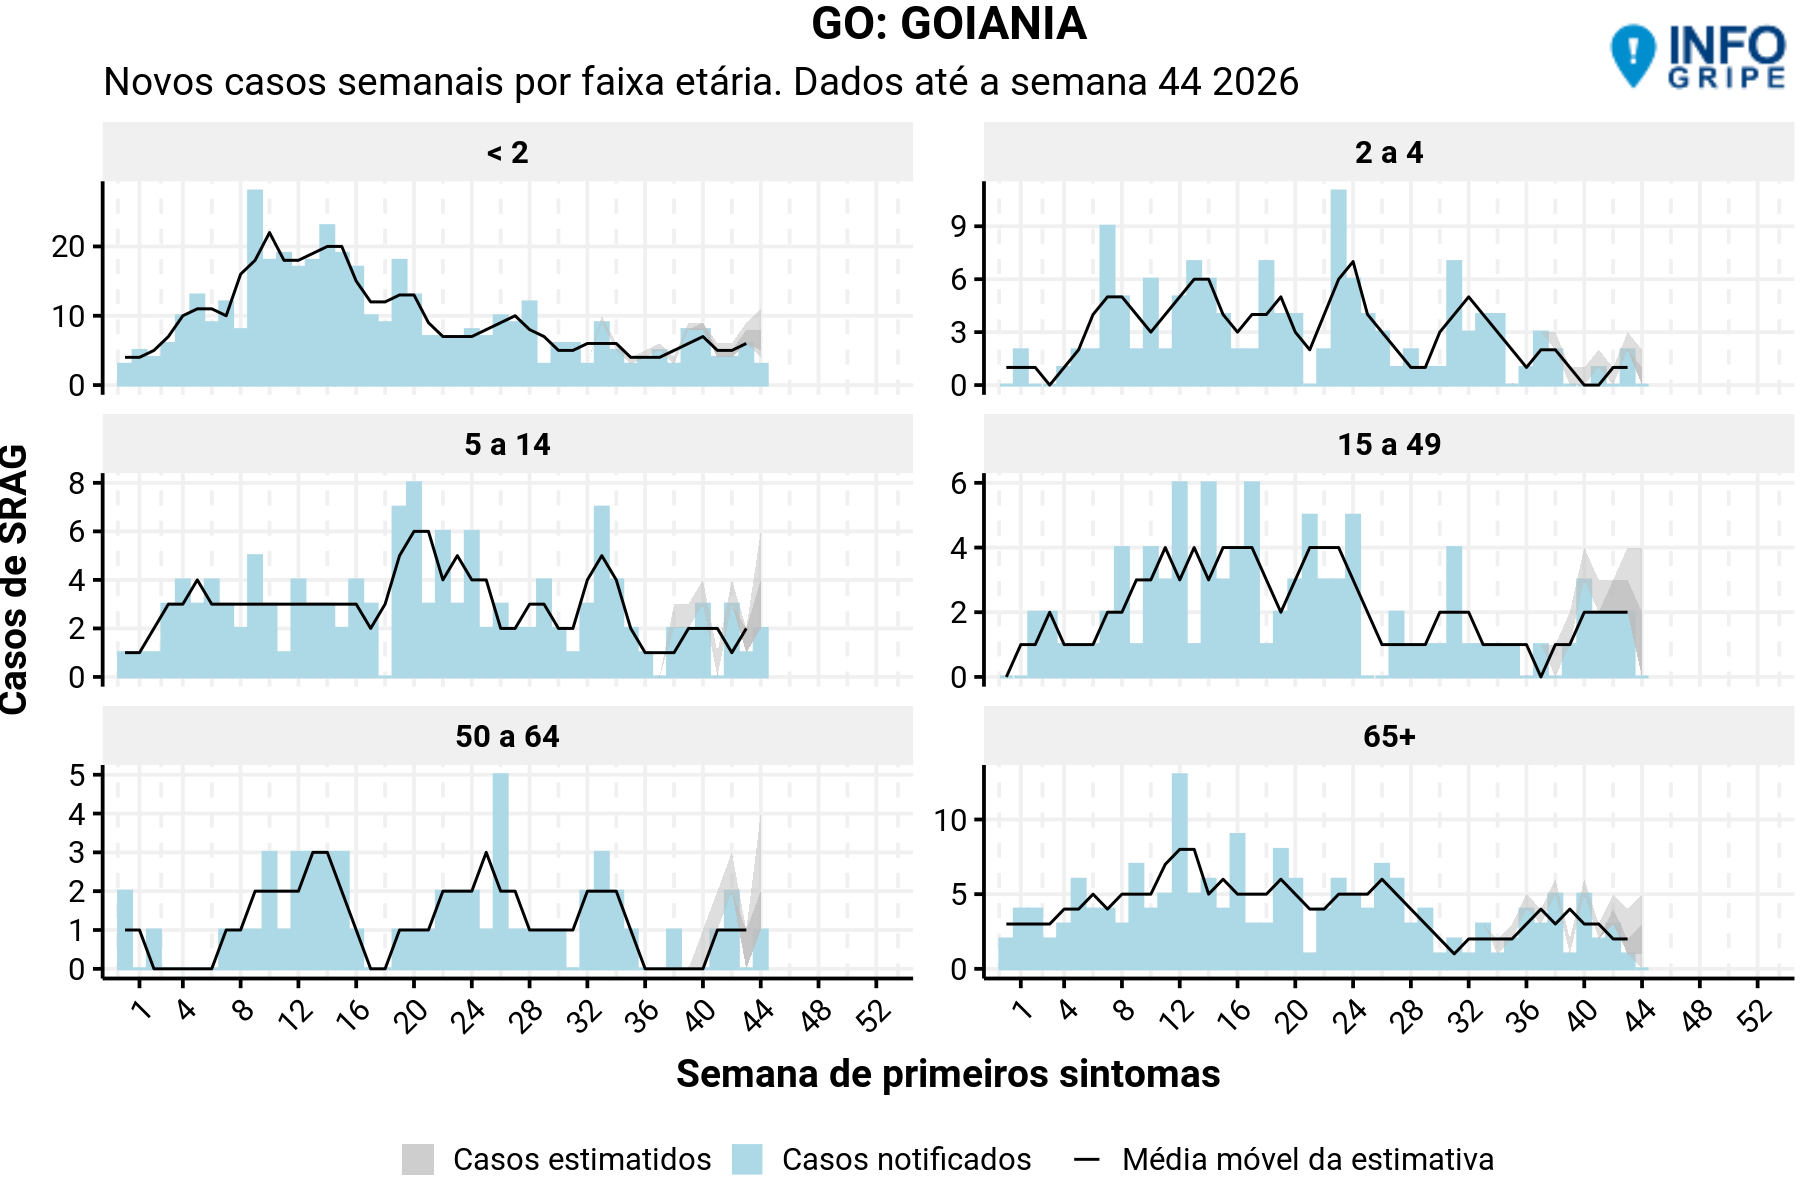 GO: GOIANIA
INFO
GRIPE
Novos casos semanais por faixa etária. Dados até a semana 44 2026
< 2
2 a 4
20
10
0
9
6
3
0
5 a 14
15 a 49
8
6
4
2
0
6
4
2
0
Casos de SRAG
50 a 64
65+
5
4
3
2
1
0
10
5
0
1 4 8 12 16 20 24 28 32 36 40 44 48 52
1 4 8 12 16 20 24 28 32 36 40 44 48 52
Semana de primeiros sintomas
Casos estimatidos Casos notificados Média móvel da estimativa